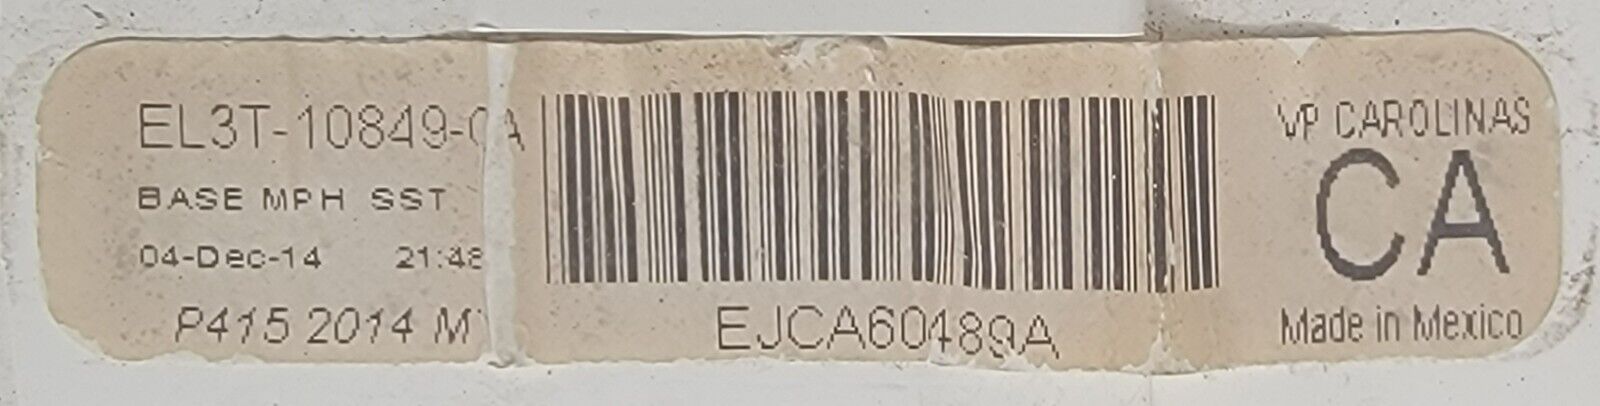 EL3T-10849-CA
BASE MPH SST
04-Dec-14 21:48
P415 2014 M
EJCA60489A
VP CAROLINAS
CA
Made in Mexico